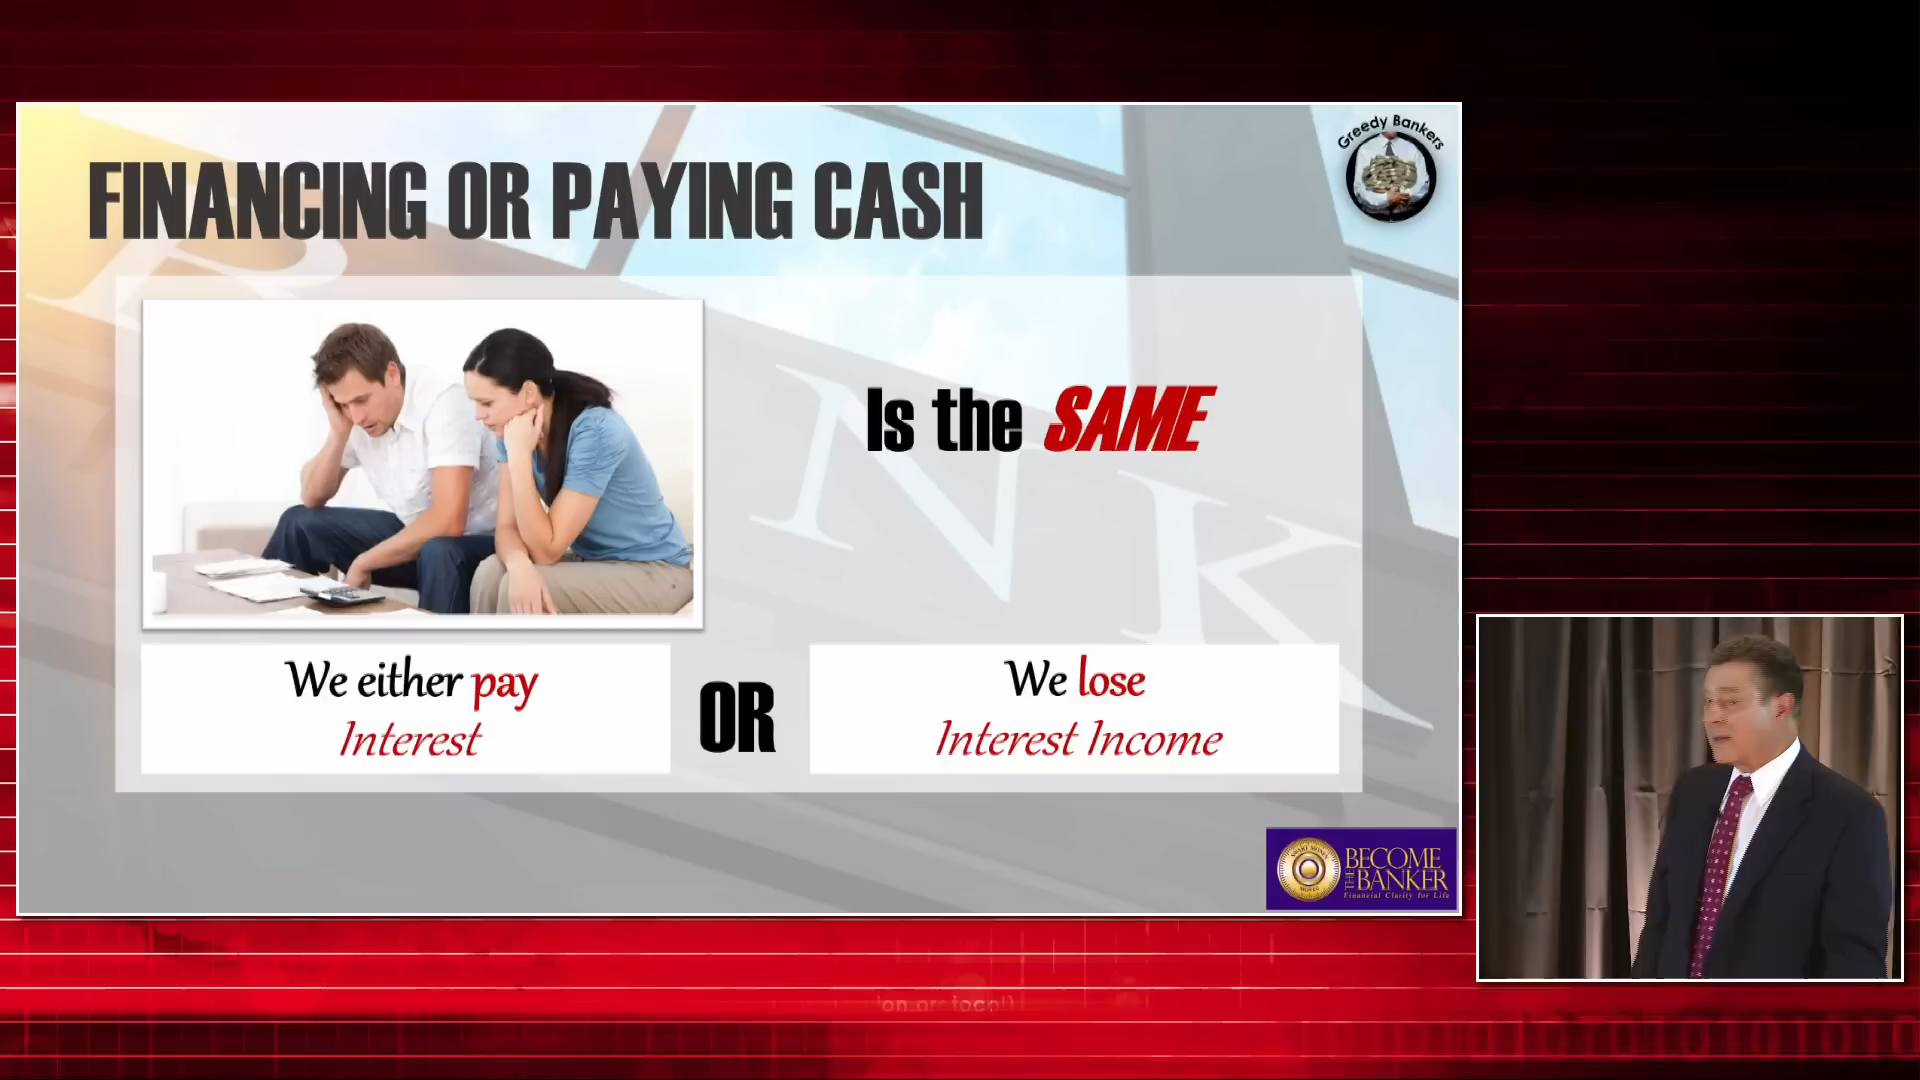 Greedy Bankers
FINANCING OR PAYING CASH
Is the SAME
We either pay
Interest
OR
We lose
Interest Income
BECOME
THE BANKER
Financial Clarity for Life